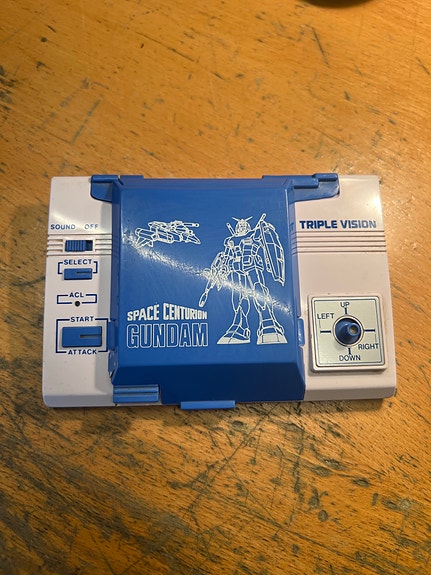 SOUND OFF
SELECT
ACL
START
ATTACK
SPACE CENTURION
GUNDAM
TRIPLE VISION
UP
LEFT
RIGHT
DOWN